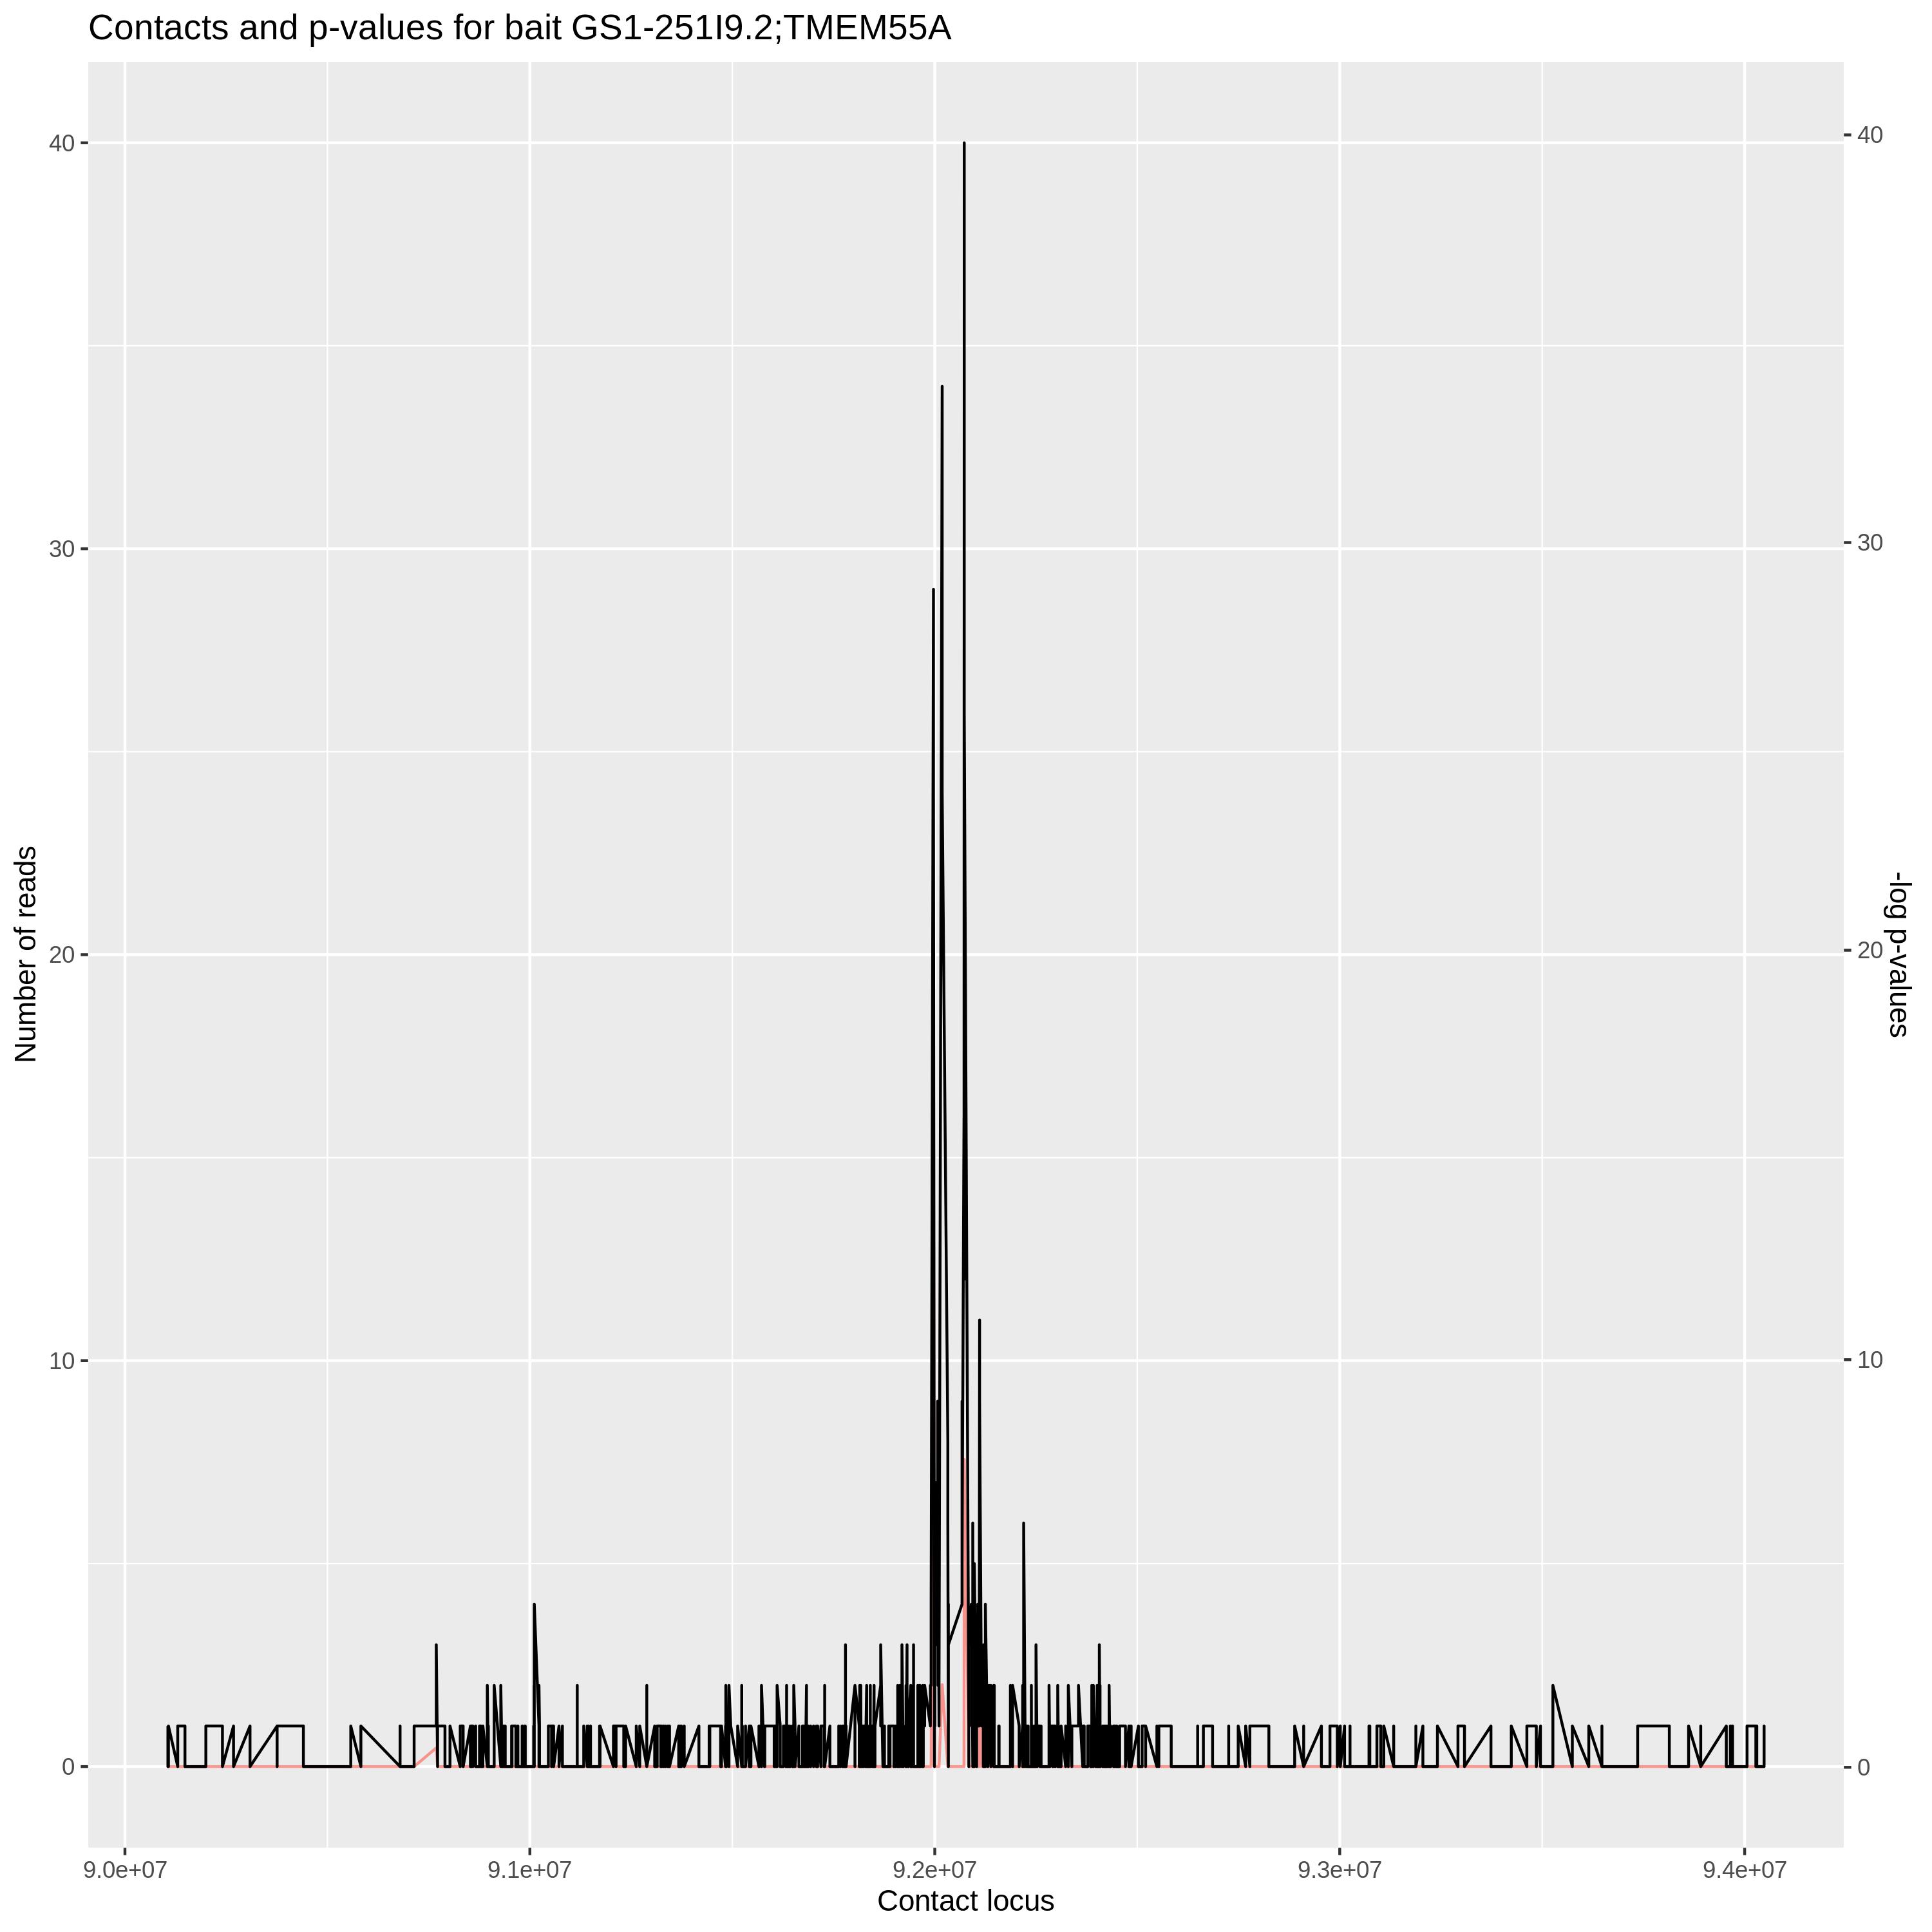 Contacts and p-values for bait GS1-251I9.2;TMEM55A
40
30
20
10
0
Number of reads
40
30
20
10
0
-log p-values
9.0e+07 9.1e+07 9.2e+07 9.3e+07 9.4e+07
Contact locus